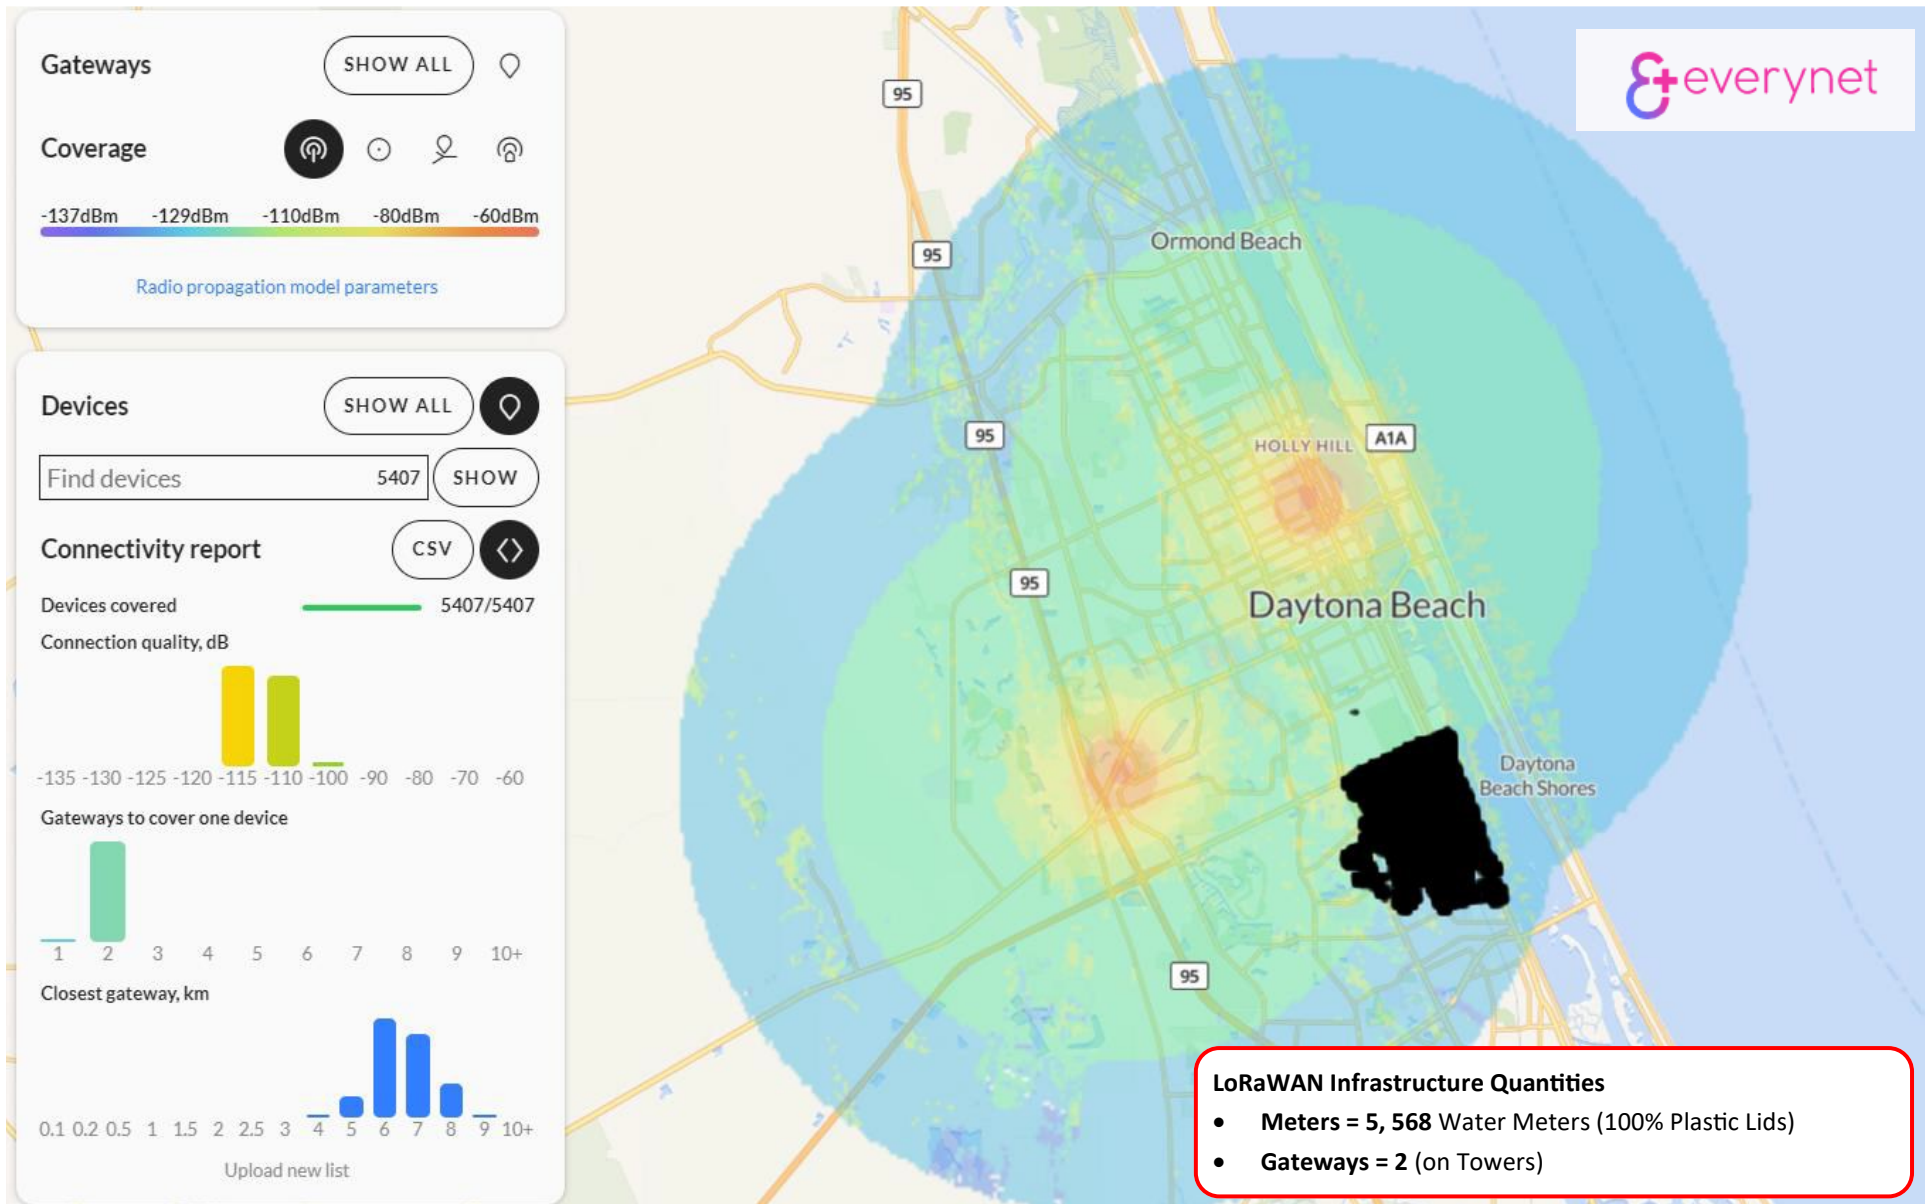 Gateways SHOW ALL
Coverage
-137dBm -129dBm -110dBm -80dBm -60dBm
Radio propagation model parameters
Devices SHOW ALL
Find devices 5407 SHOW
Connectivity report CSV
Devices covered 5407/5407
Connection quality, dB
-135 -130 -125 -120 -115 -110 -100 -90 -80 -70 -60
Gateways to cover one device
1 2 3 4 5 6 7 8 9 10+
Closest gateway, km
0.1 0.2 0.5 1 1.5 2 2.5 3 4 5 6 7 8 9 10+
Upload new list
everynet
95
95
Ormond Beach
95
HOLLY HILL A1A
95
Daytona Beach
Daytona
Beach Shores
95
LoRaWAN Infrastructure Quantities
• Meters = 5, 568 Water Meters (100% Plastic Lids)
• Gateways = 2 (on Towers)